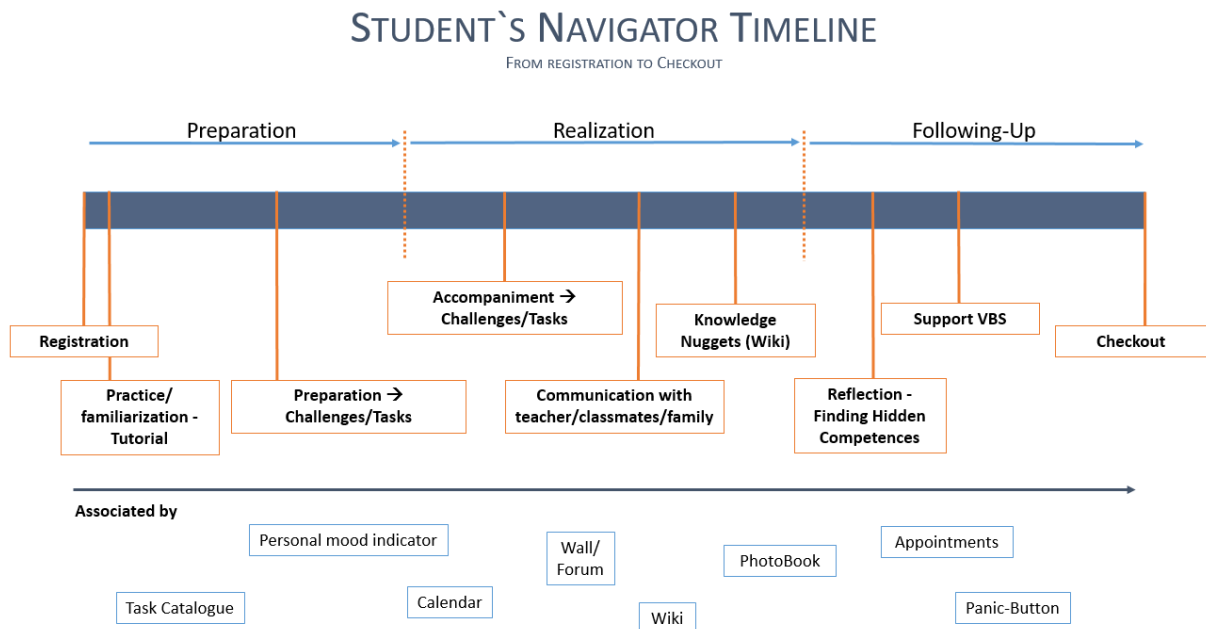 STUDENT`S NAVIGATOR TIMELINE
FROM REGISTRATION TO CHECKOUT
Preparation
Realization
Following-Up
Registration
Practice/
familiarization -
Tutorial
Preparation →
Challenges/Tasks
Accompaniment →
Challenges/Tasks
Communication with
teacher/classmates/family
Knowledge
Nuggets (Wiki)
Reflection -
Finding Hidden
Competences
Support VBS
Checkout
Associated by
Personal mood indicator
Wall/
Forum
PhotoBook
Appointments
Task Catalogue
Calendar
Wiki
Panic-Button